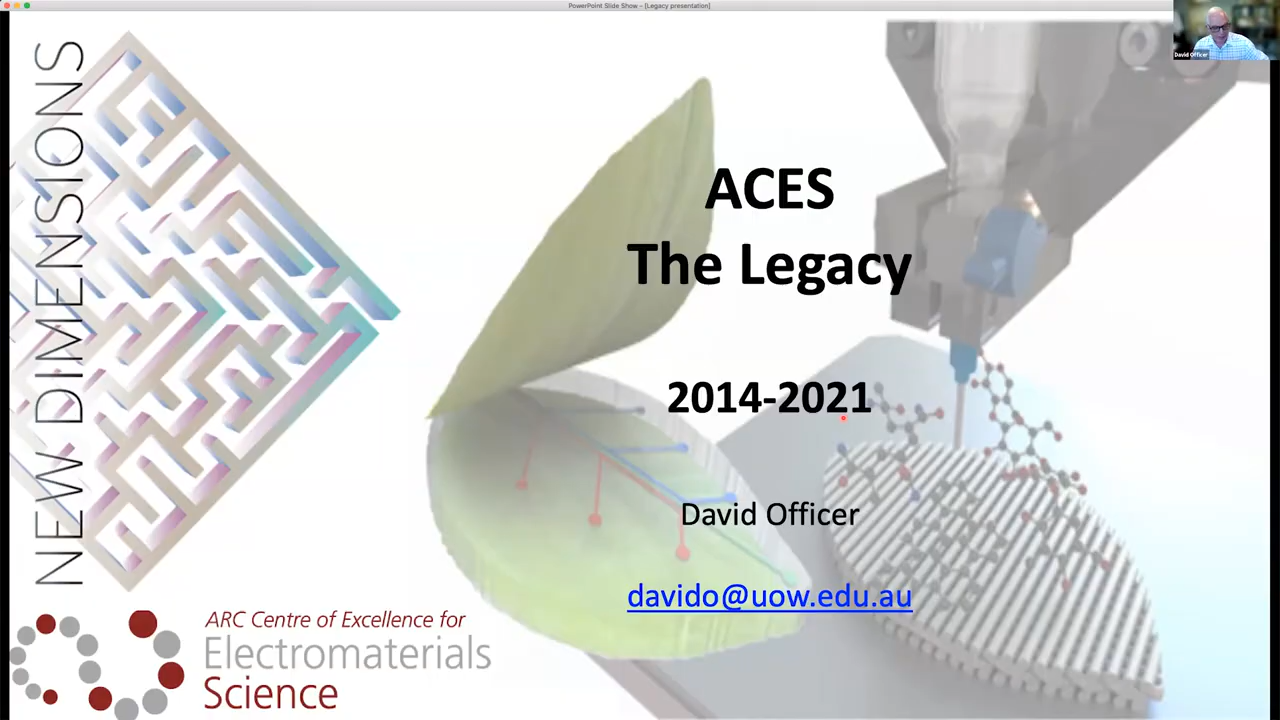 PowerPoint Slide Show – [Legacy presentation]
David Officer
NEW DIMENSIONS
ACES
The Legacy
2014-2021
David Officer
davido@uow.edu.au
ARC Centre of Excellence for
Electromaterials
Science